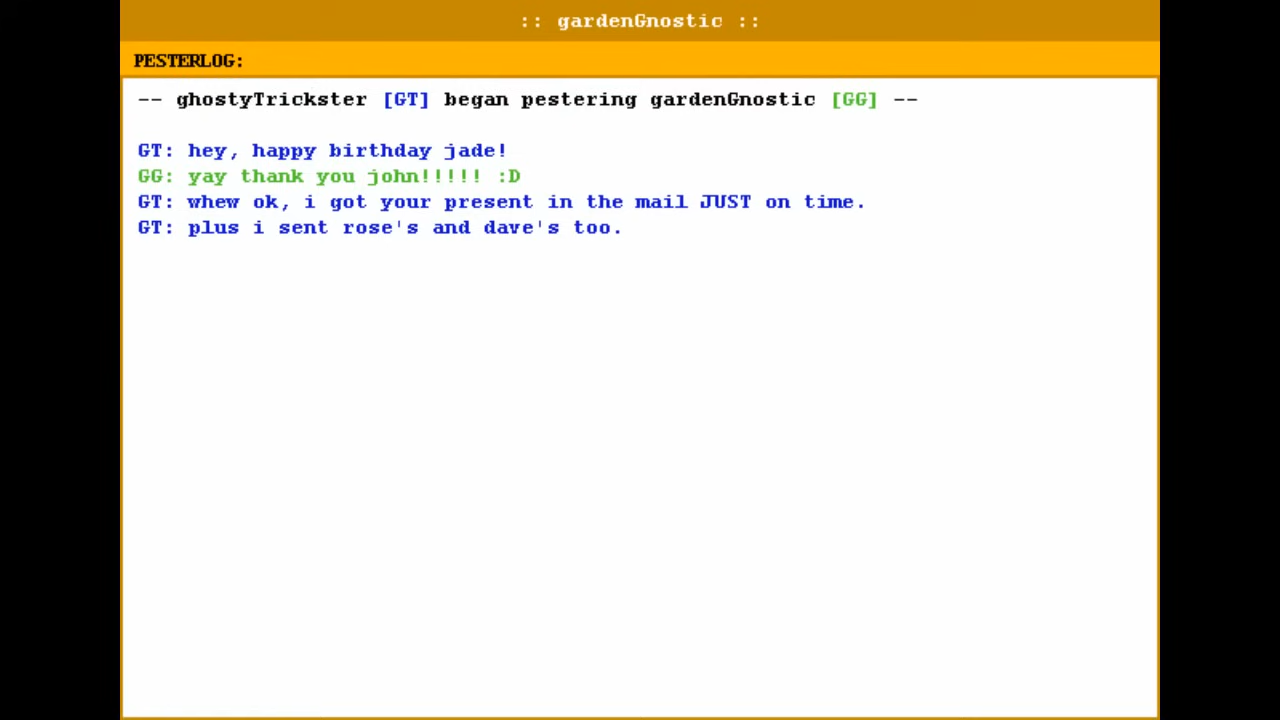 :: gardenGnostic ::
PESTERLOG:
-- ghostyTrickster [GT] began pestering gardenGnostic [GG] --
GT: hey, happy birthday jade!
GG: yay thank you john!!!!! :D
GT: whew ok, i got your present in the mail JUST on time.
GT: plus i sent rose's and dave's too.